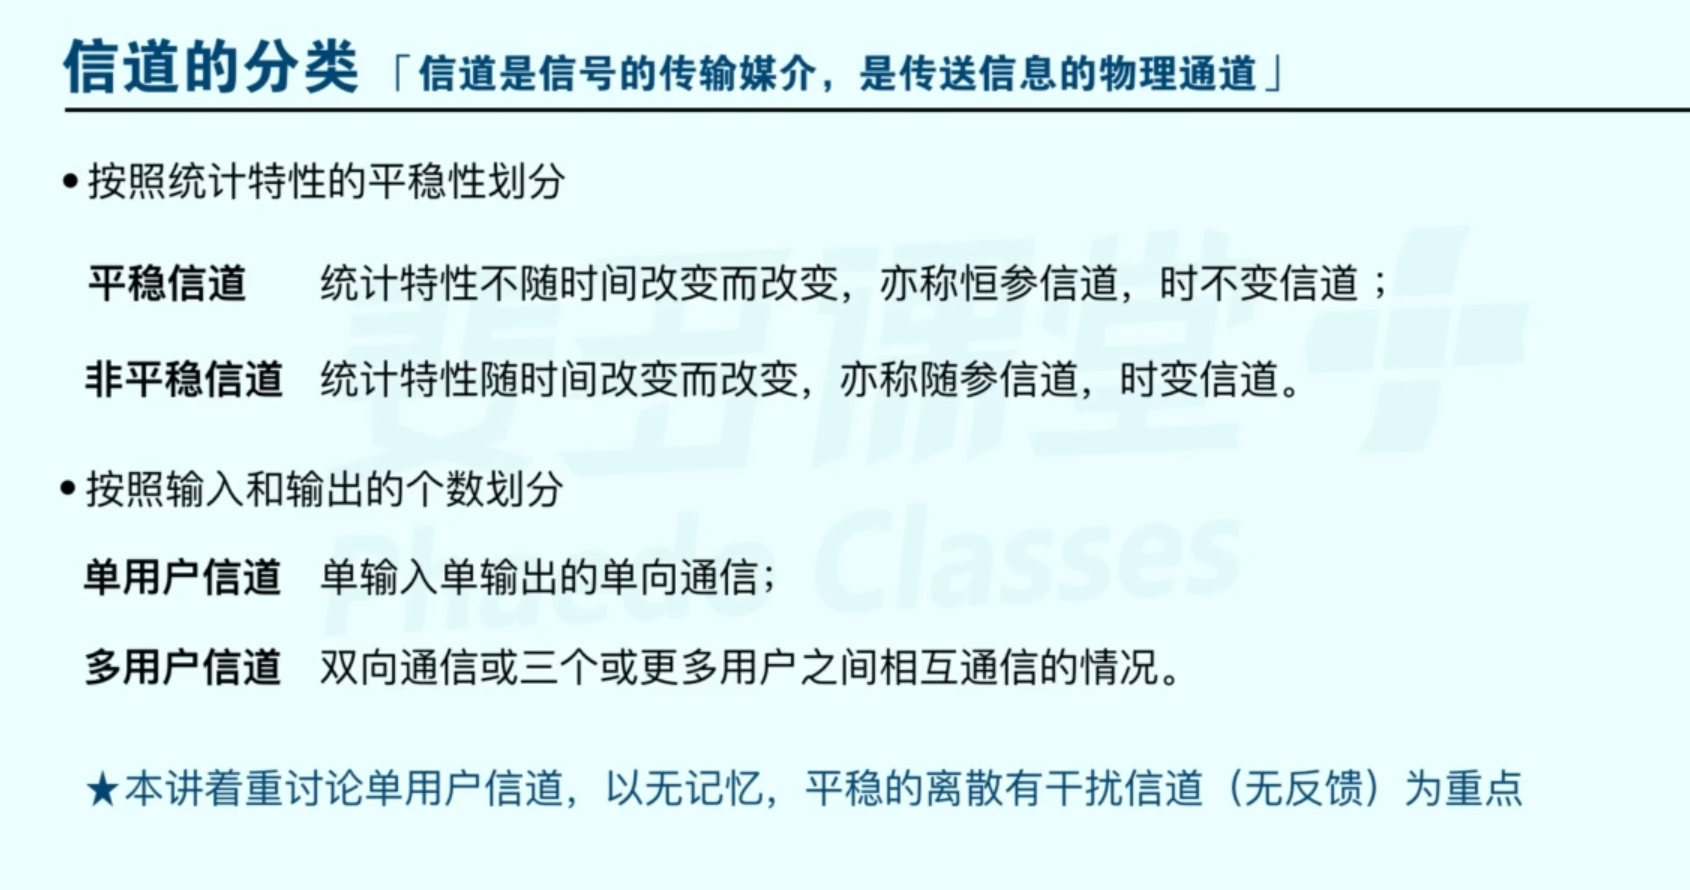 信道的分类「信道是信号的传输媒介，是传送信息的物理通道」
•按照统计特性的平稳性划分
平稳信道 统计特性不随时间改变而改变，亦称恒参信道，时不变信道；
非平稳信道 统计特性随时间改变而改变，亦称随参信道，时变信道。
•按照输入和输出的个数划分
单用户信道 单输入单输出的单向通信；
多用户信道 双向通信或三个或更多用户之间相互通信的情况。
★本讲着重讨论单用户信道，以无记忆，平稳的离散有干扰信道（无反馈）为重点
斐多课堂
Phaedo Classes